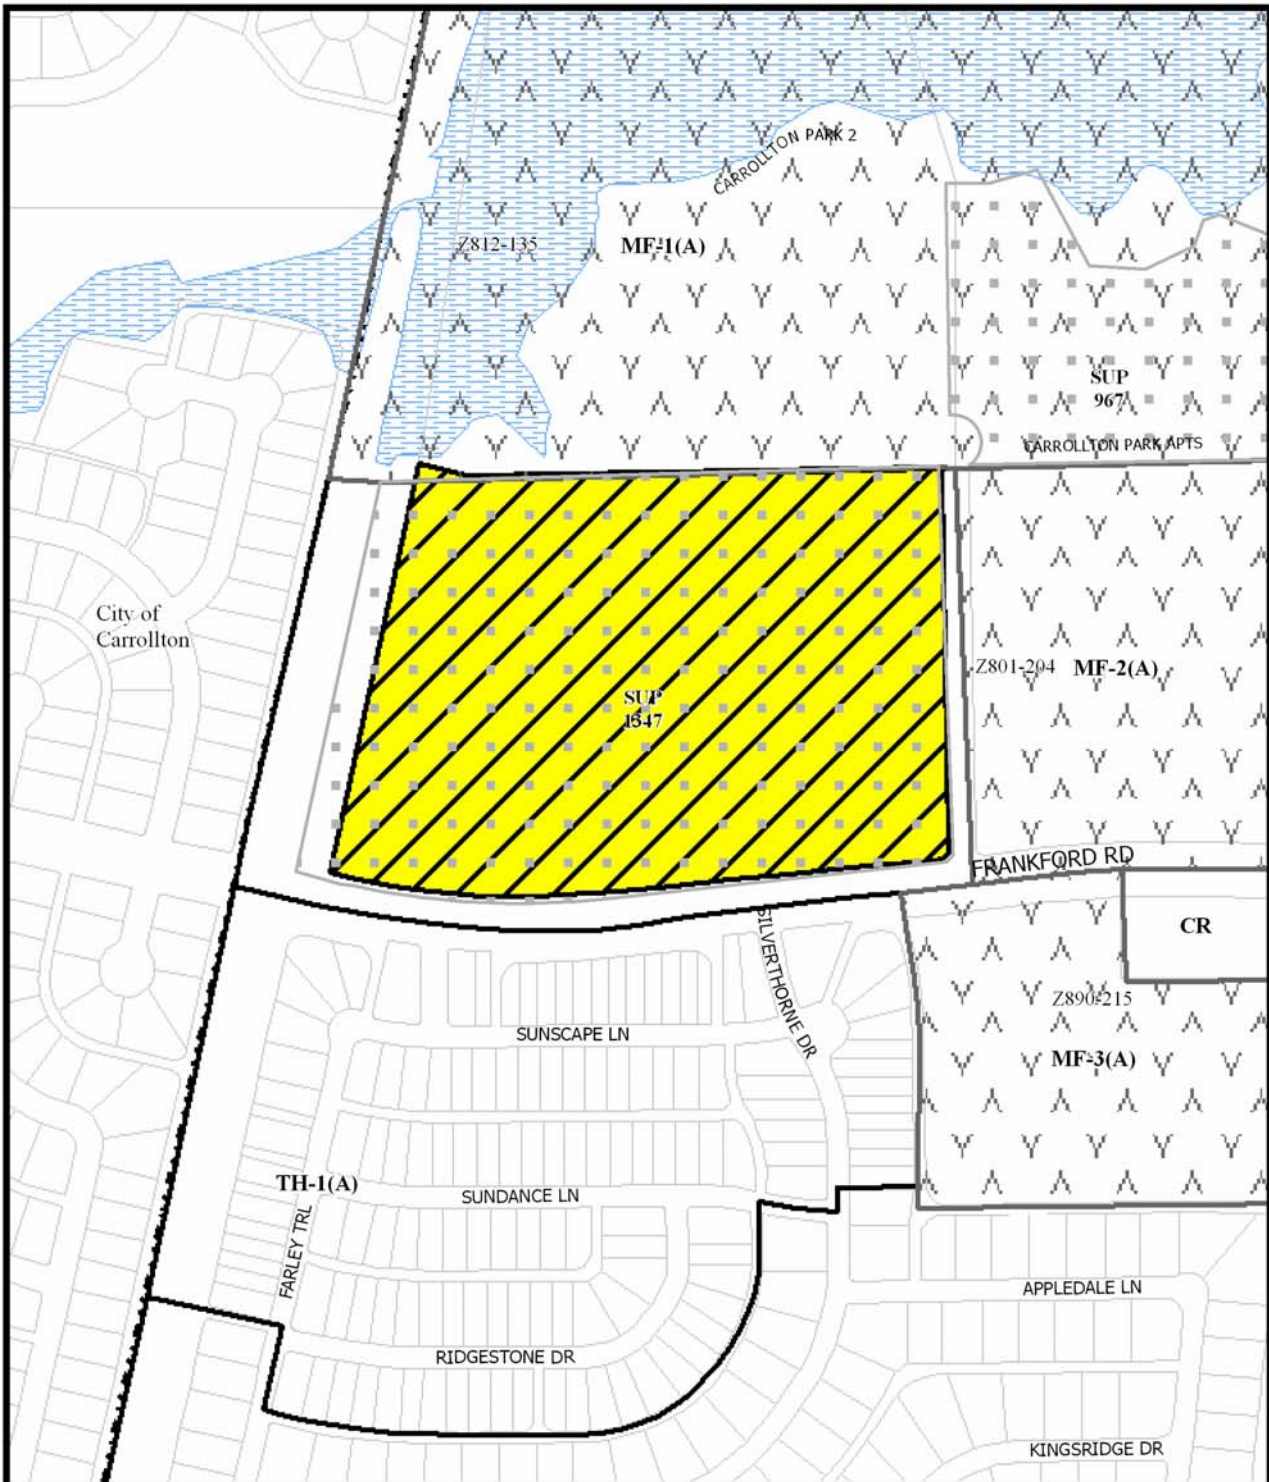 CARROLLTON PARK 2
Z812-135
MF-1(A)
SUP
967
CARROLLTON PARK APTS
City of
Carrollton
Z801-204
MF-2(A)
SUP
1347
FRANKFORD RD
CR
SILVERTHORNE DR
Z890-215
SUNSCAPE LN
MF-3(A)
TH-1(A)
SUNDANCE LN
FARLEY TRL
APPLEDALE LN
RIDGESTONE DR
KINGSRIDGE DR